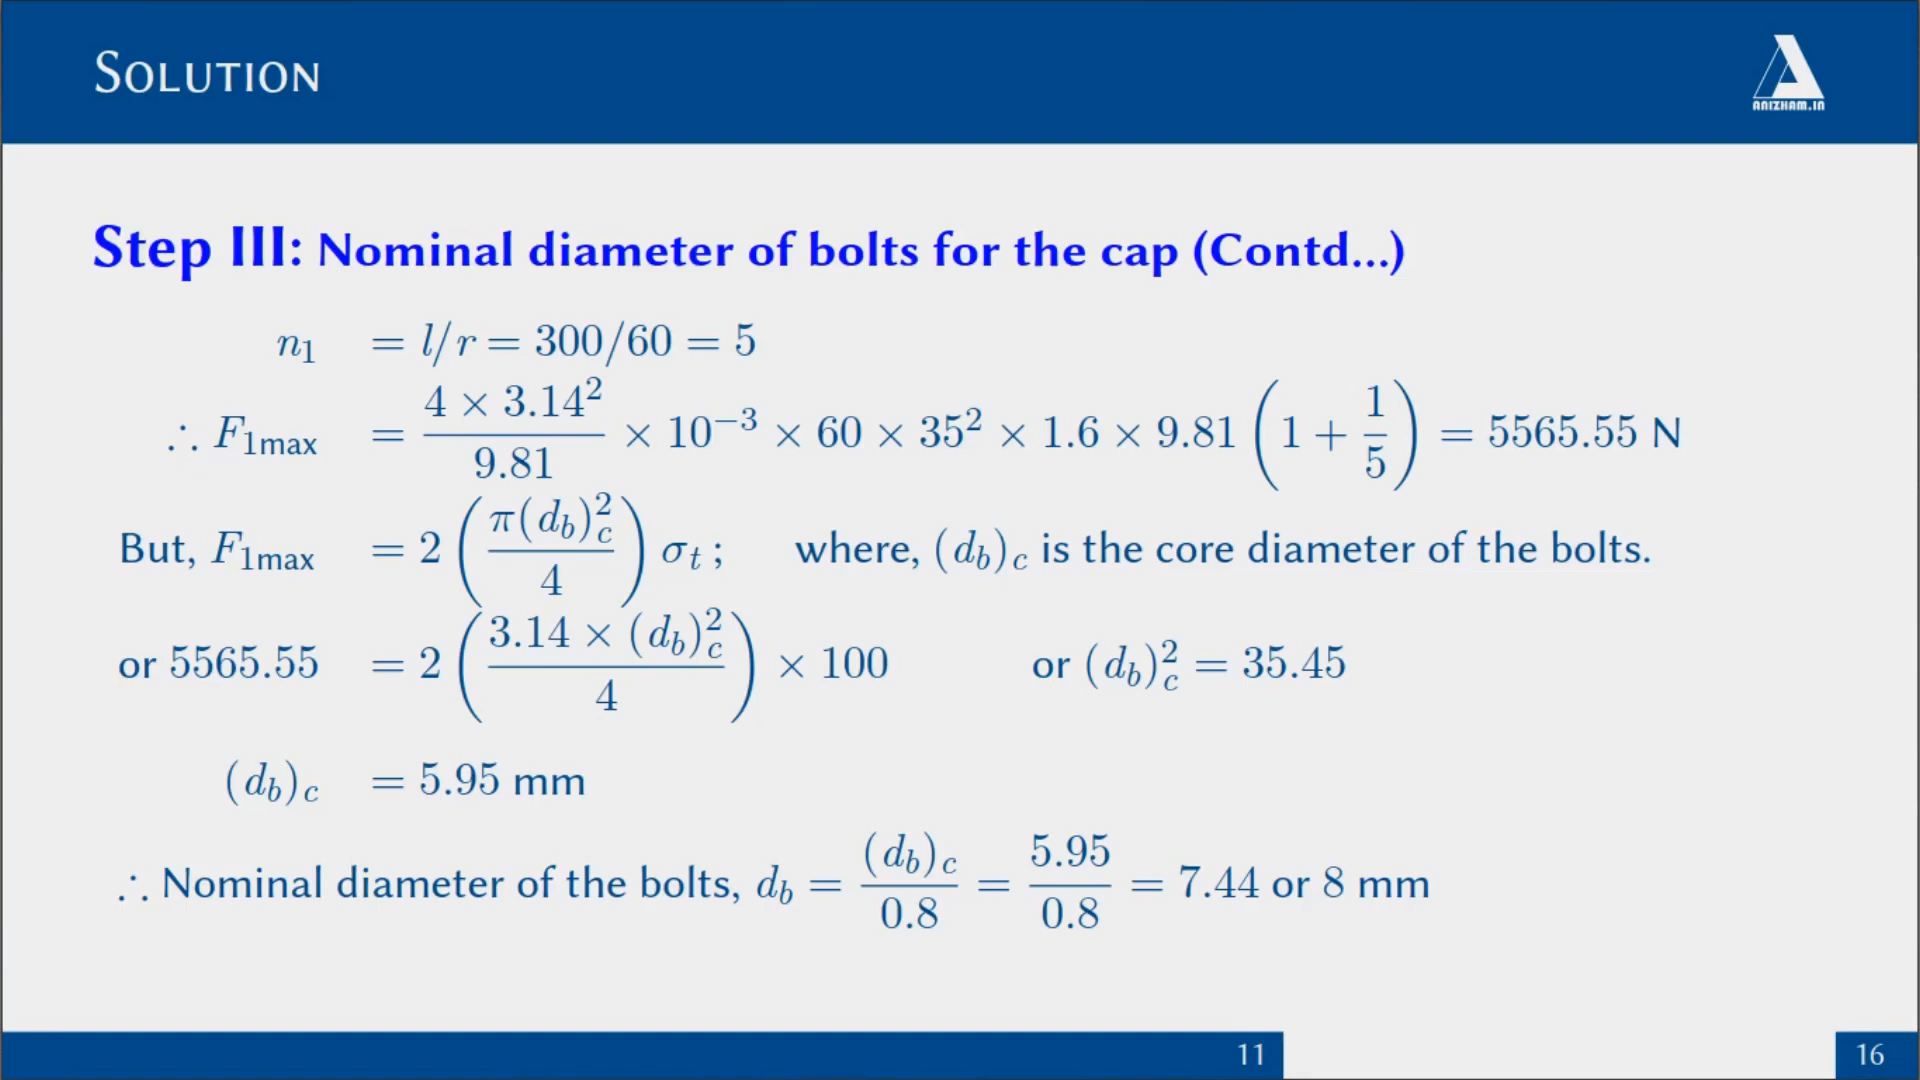 SOLUTION
ANIZHAM.IN
Step III: Nominal diameter of bolts for the cap (Contd...)
n₁ = l/r = 300/60 = 5
∴ F₁max = (4 × 3.14²)/9.81 × 10⁻³ × 60 × 35² × 1.6 × 9.81 (1 + 1/5) = 5565.55 N
But, F₁max = 2 (π(d_b)_c²/4) σ_t ; where, (d_b)_c is the core diameter of the bolts.
or 5565.55 = 2 (3.14 × (d_b)_c²/4) × 100 or (d_b)_c² = 35.45
(d_b)_c = 5.95 mm
∴ Nominal diameter of the bolts, d_b = (d_b)_c/0.8 = 5.95/0.8 = 7.44 or 8 mm
11
16